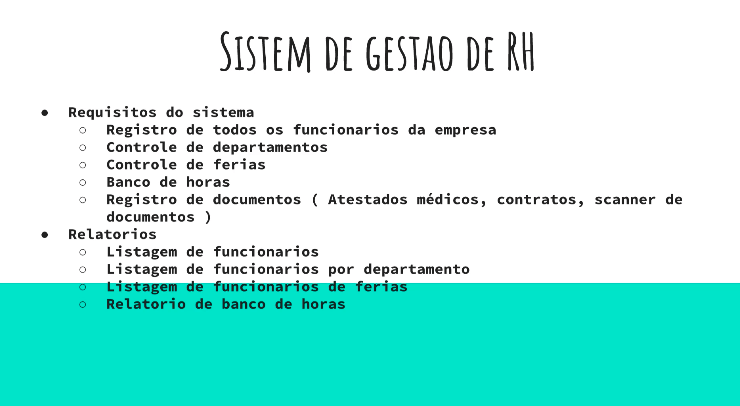 Sistem de gestao de RH
● Requisitos do sistema
○ Registro de todos os funcionarios da empresa
○ Controle de departamentos
○ Controle de ferias
○ Banco de horas
○ Registro de documentos ( Atestados médicos, contratos, scanner de
documentos )
● Relatorios
○ Listagem de funcionarios
○ Listagem de funcionarios por departamento
○ Listagem de funcionarios de ferias
○ Relatorio de banco de horas